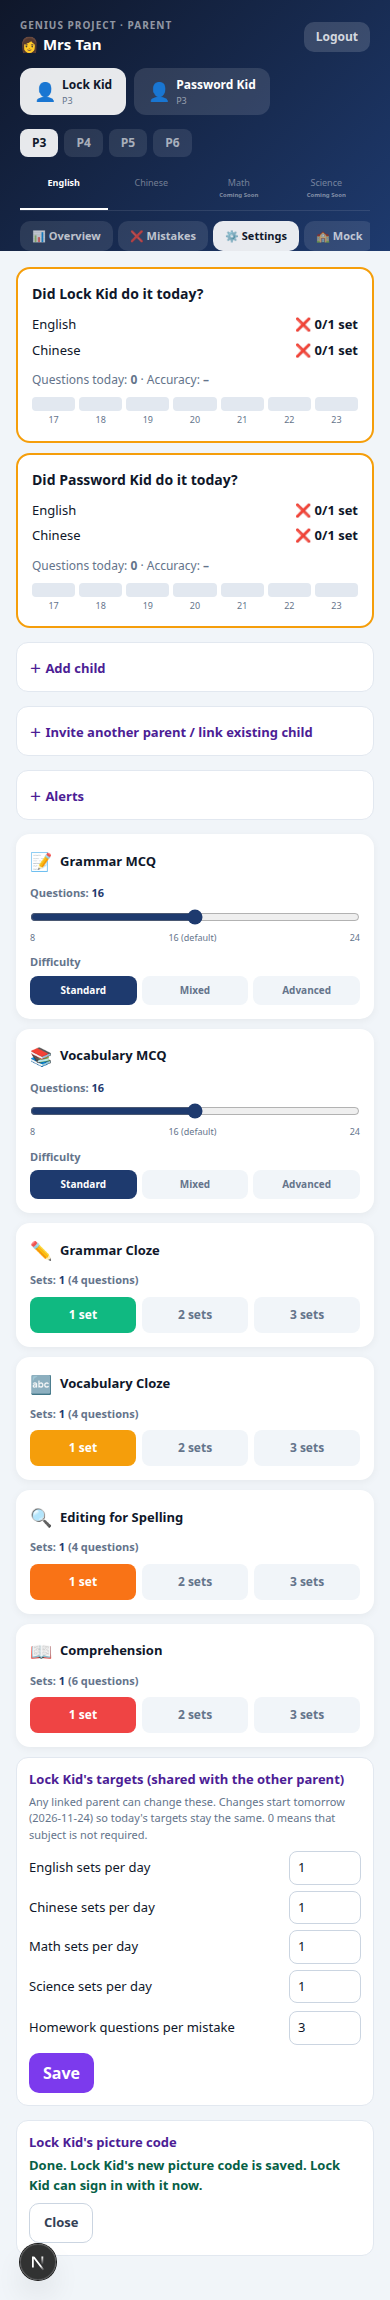 GENIUS PROJECT · PARENT
Mrs Tan
Logout
Lock Kid
P3
Password Kid
P3
P3 P4 P5 P6
English Chinese Math Science
Coming Soon Coming Soon
Overview Mistakes Settings Mock
Did Lock Kid do it today?
English ❌ 0/1 set
Chinese ❌ 0/1 set
Questions today: 0 · Accuracy: –
17 18 19 20 21 22 23
Did Password Kid do it today?
English ❌ 0/1 set
Chinese ❌ 0/1 set
Questions today: 0 · Accuracy: –
17 18 19 20 21 22 23
+ Add child
+ Invite another parent / link existing child
+ Alerts
Grammar MCQ
Questions: 16
8 16 (default) 24
Difficulty
Standard Mixed Advanced
Vocabulary MCQ
Questions: 16
8 16 (default) 24
Difficulty
Standard Mixed Advanced
Grammar Cloze
Sets: 1 (4 questions)
1 set 2 sets 3 sets
abc Vocabulary Cloze
Sets: 1 (4 questions)
1 set 2 sets 3 sets
Editing for Spelling
Sets: 1 (4 questions)
1 set 2 sets 3 sets
Comprehension
Sets: 1 (6 questions)
1 set 2 sets 3 sets
Lock Kid's targets (shared with the other parent)
Any linked parent can change these. Changes start tomorrow
(2026-11-24) so today's targets stay the same. 0 means that
subject is not required.
English sets per day 1
Chinese sets per day 1
Math sets per day 1
Science sets per day 1
Homework questions per mistake 3
Save
Lock Kid's picture code
Done. Lock Kid's new picture code is saved. Lock
Kid can sign in with it now.
Close
N